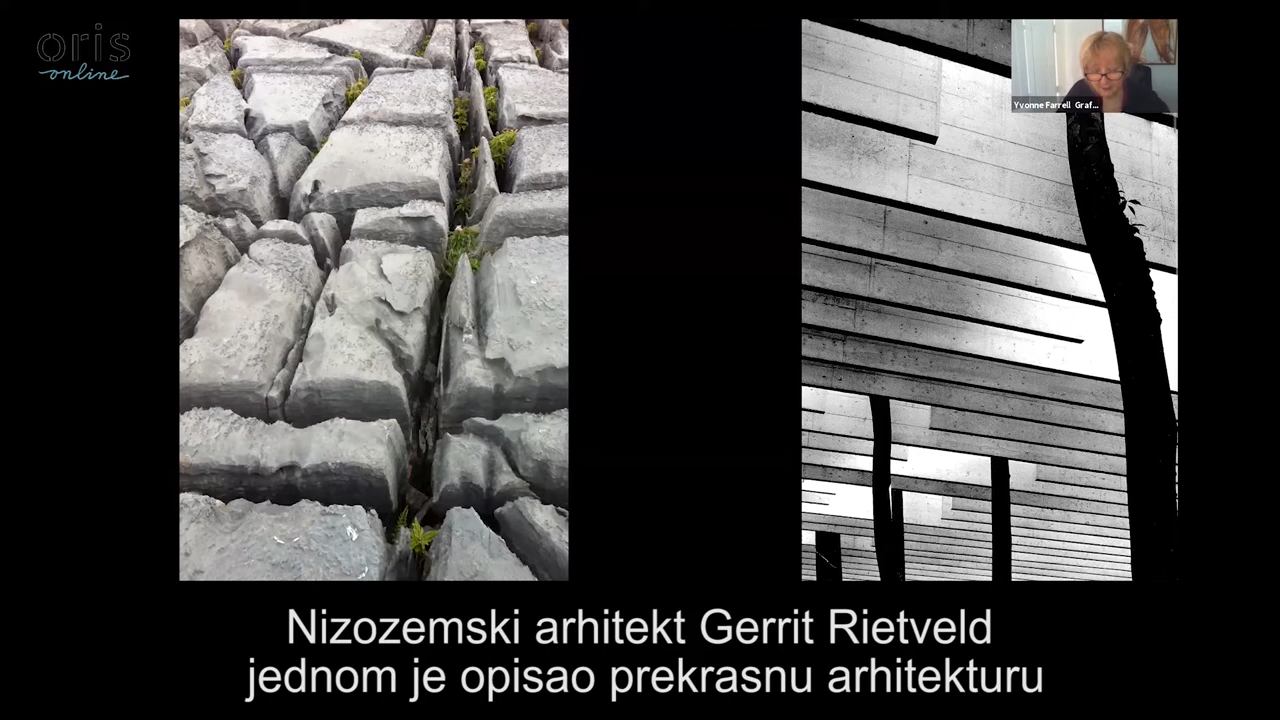 oris
online
Yvonne Farrell Graf...
Nizozemski arhitekt Gerrit Rietveld
jednom je opisao prekrasnu arhitekturu